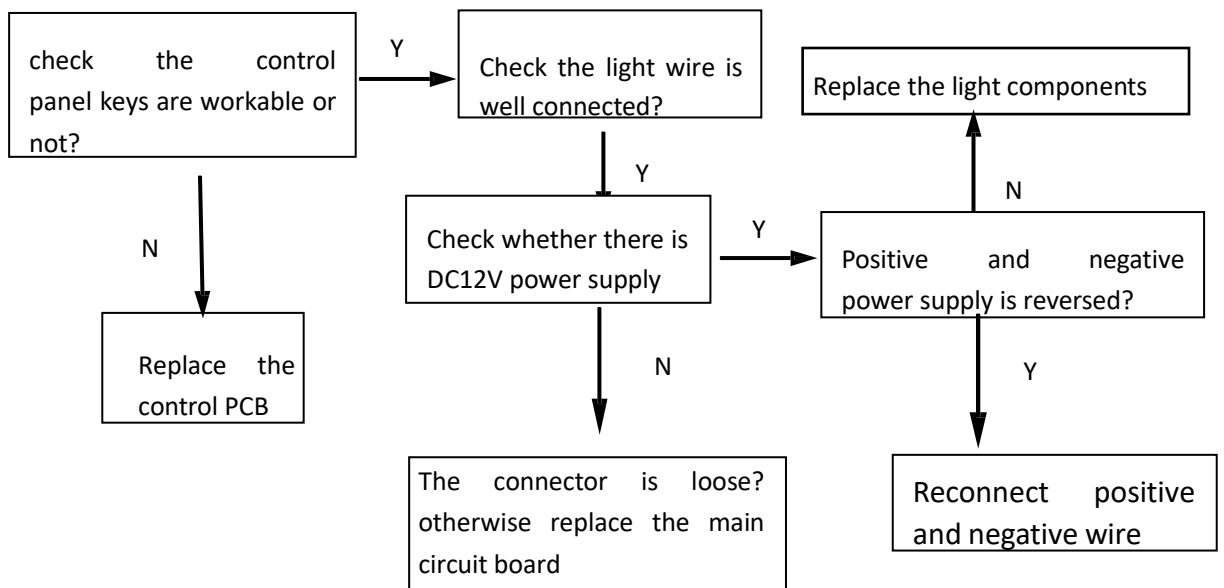 check the control
panel keys are workable or
not?
Y
Check the light wire is
well connected?
Replace the light components
Y
N
Check whether there is
DC12V power supply
Y
Positive and negative
power supply is reversed?
N
Replace the
control PCB
N
Y
The connector is loose?
otherwise replace the main
circuit board
Reconnect positive
and negative wire